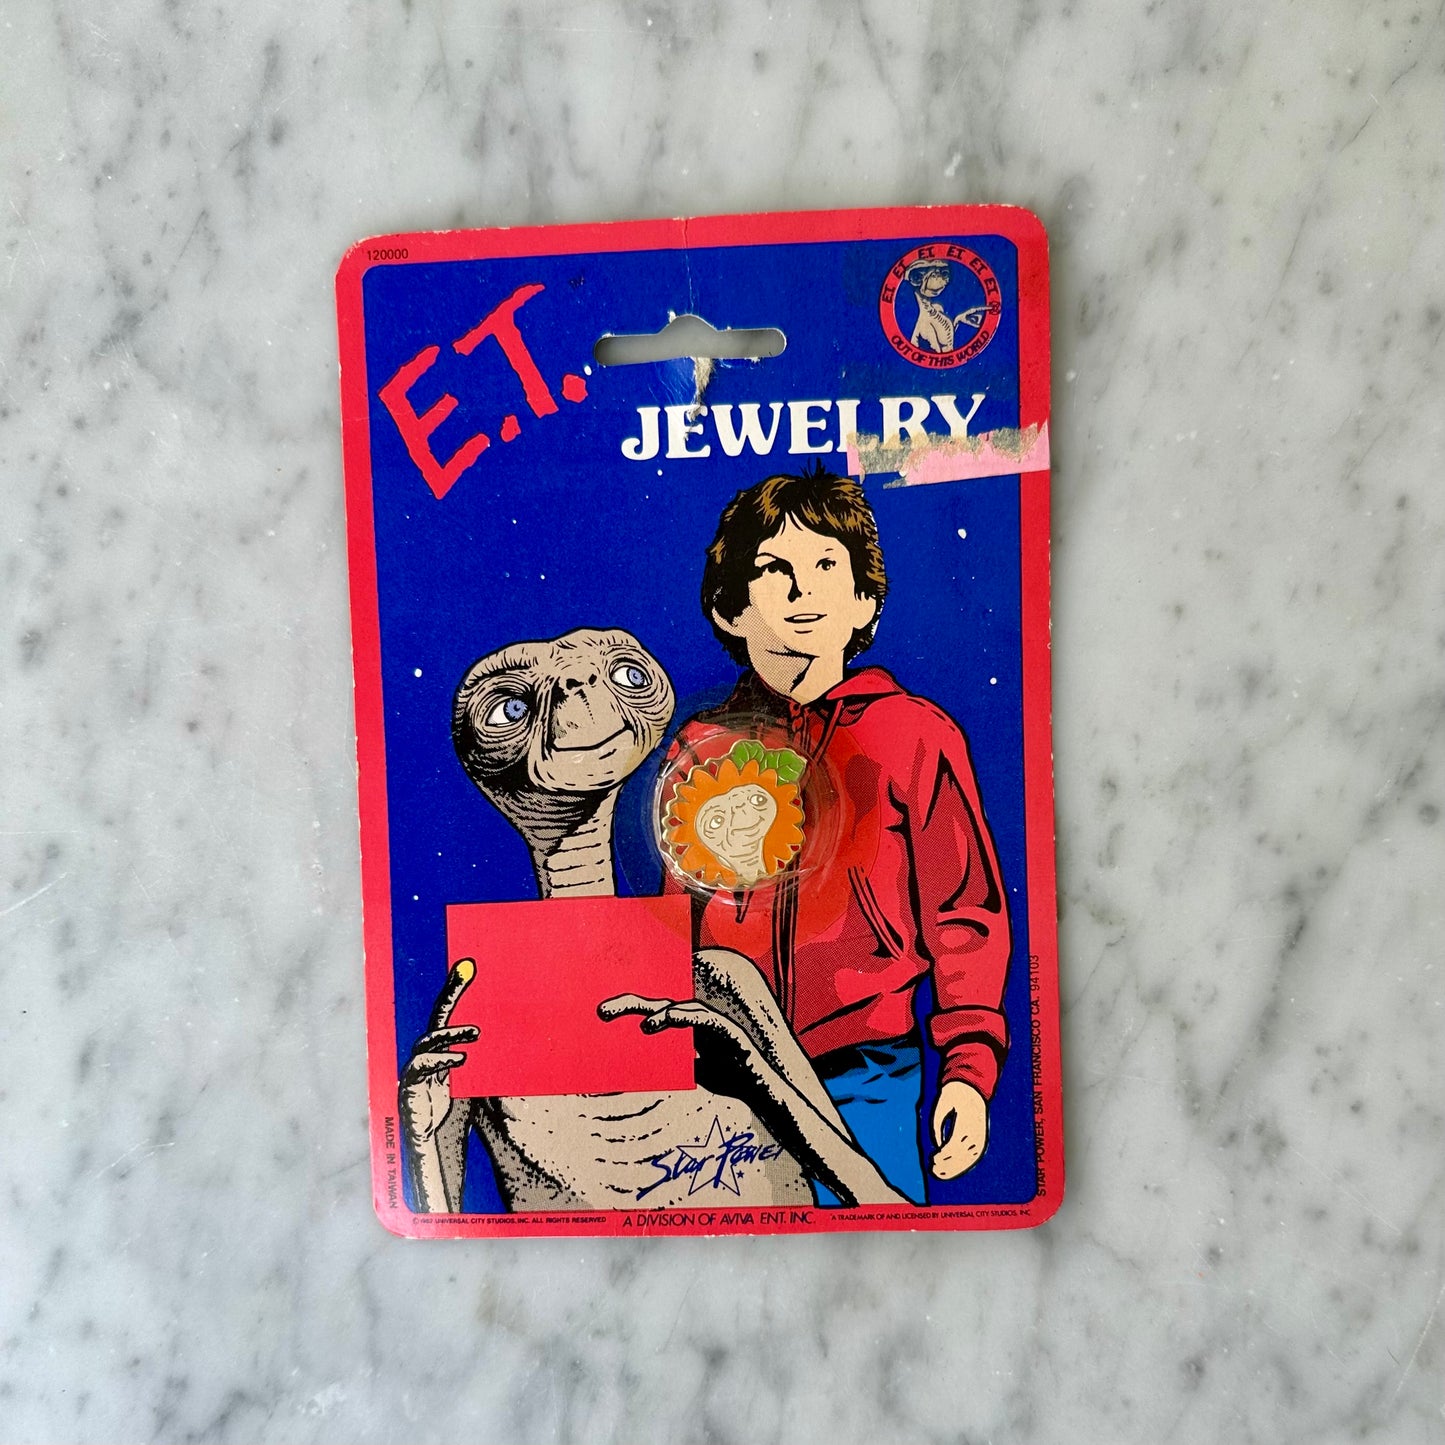 120000
E.T.
E.T. E.T. E.T. E.T. E.T. E.T.
OUT OF THIS WORLD
JEWELRY
MADE IN TAIWAN
STAR POWER, SAN FRANCISCO CA. 94103
Star Power
© 1982 UNIVERSAL CITY STUDIOS, INC. ALL RIGHTS RESERVED
A DIVISION OF AVIVA ENT. INC.
A TRADEMARK OF AND LICENSED BY UNIVERSAL CITY STUDIOS, INC.